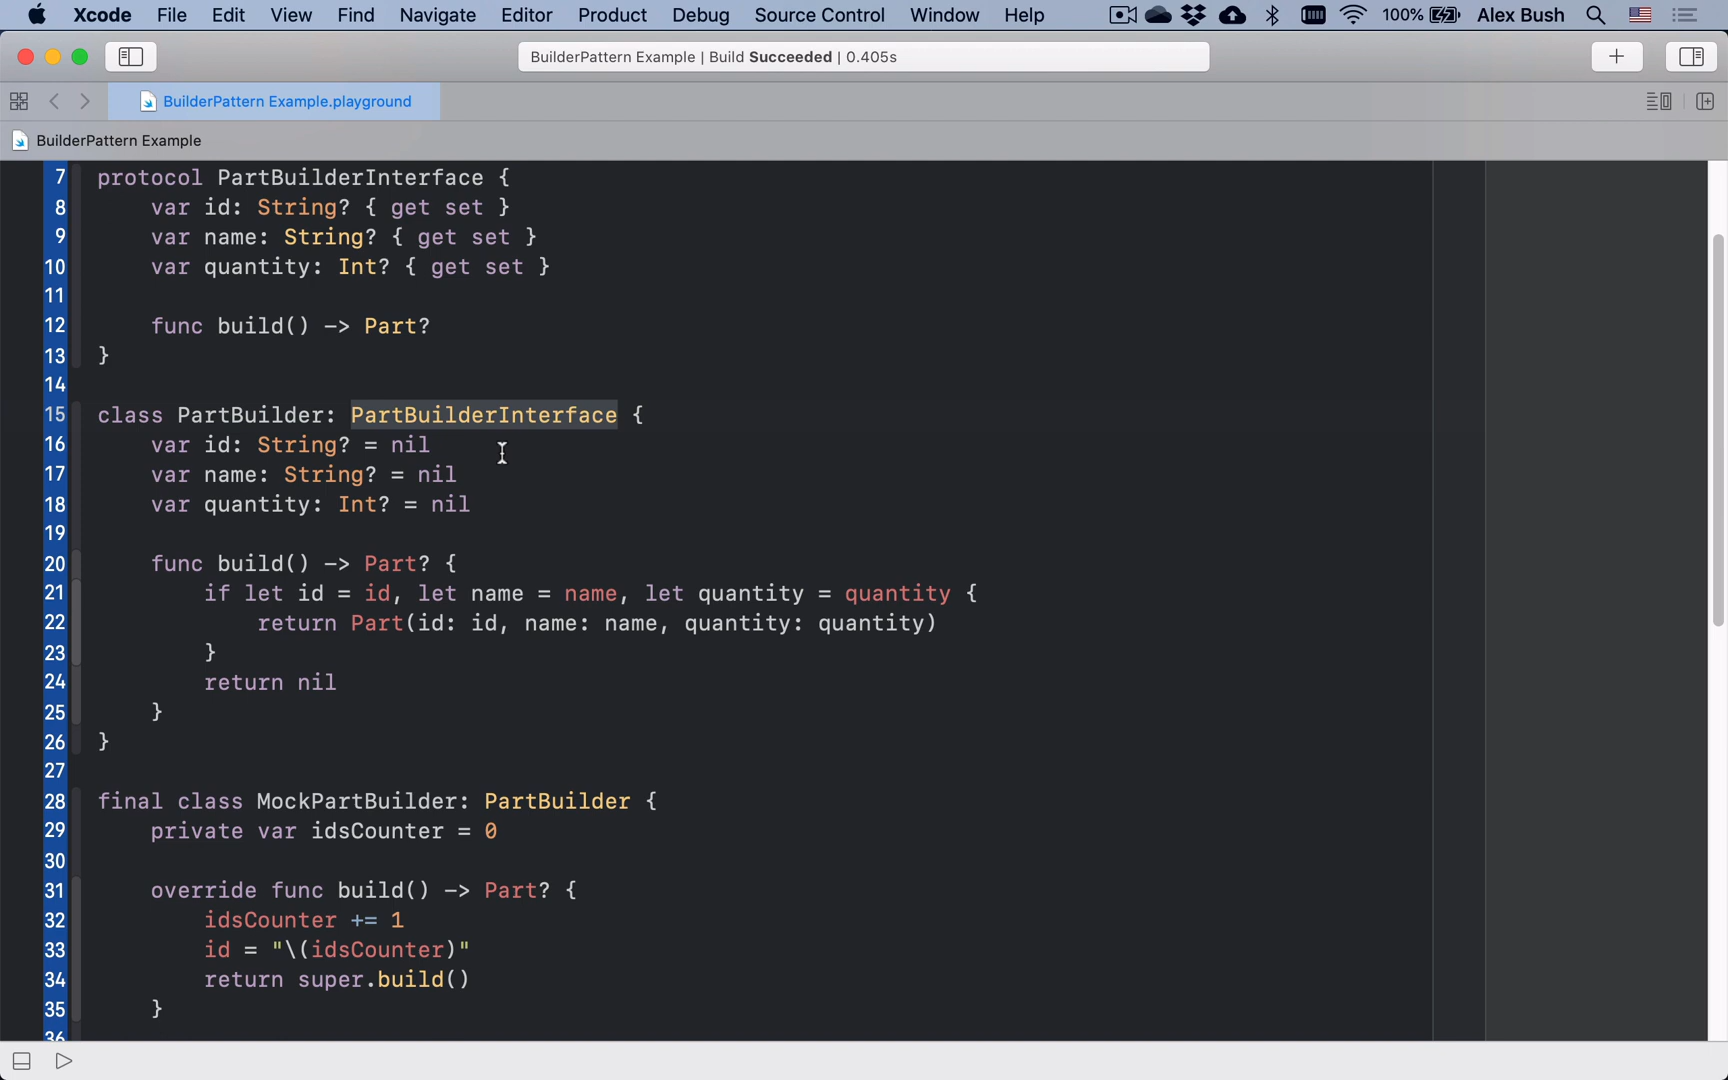 Xcode File Edit View Find Navigate Editor Product Debug Source Control Window Help 100% Alex Bush
BuilderPattern Example | Build Succeeded | 0.405s
BuilderPattern Example.playground
BuilderPattern Example
7 protocol PartBuilderInterface {
8 var id: String? { get set }
9 var name: String? { get set }
10 var quantity: Int? { get set }
11
12 func build() -> Part?
13 }
14
15 class PartBuilder: PartBuilderInterface {
16 var id: String? = nil
17 var name: String? = nil
18 var quantity: Int? = nil
19
20 func build() -> Part? {
21 if let id = id, let name = name, let quantity = quantity {
22 return Part(id: id, name: name, quantity: quantity)
23 }
24 return nil
25 }
26 }
27
28 final class MockPartBuilder: PartBuilder {
29 private var idsCounter = 0
30
31 override func build() -> Part? {
32 idsCounter += 1
33 id = "\(idsCounter)"
34 return super.build()
35 }
36